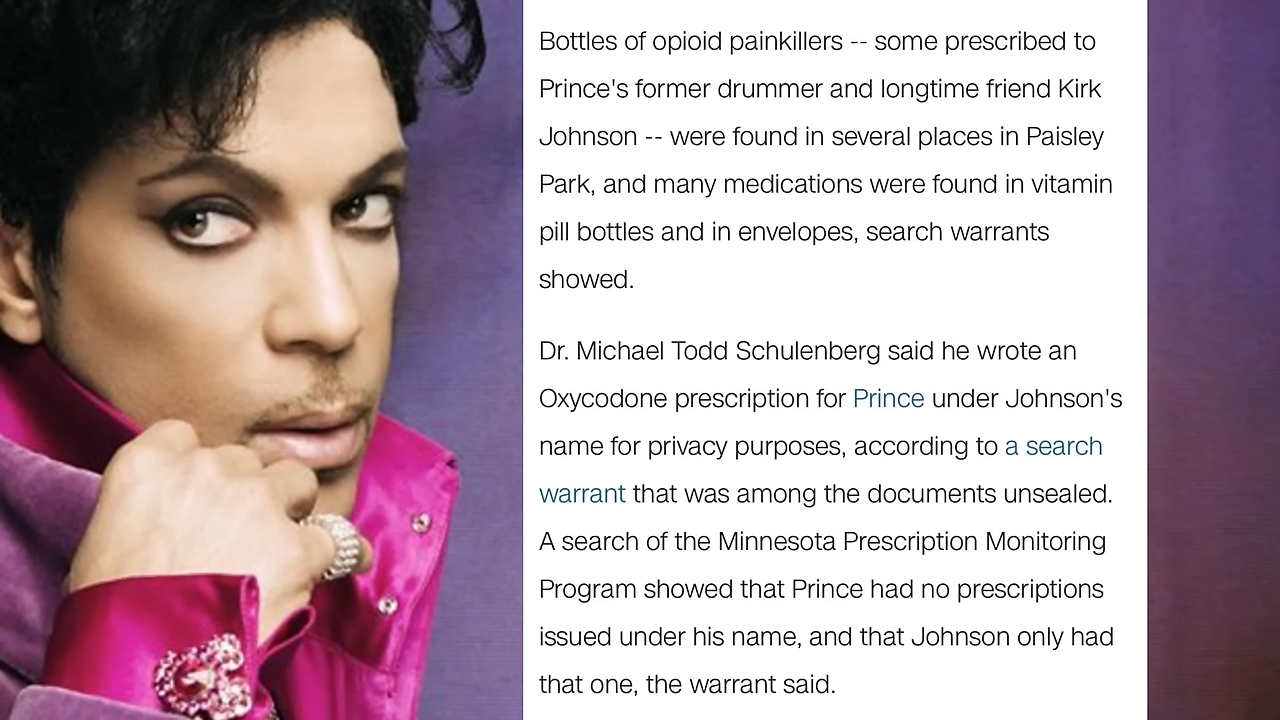 Bottles of opioid painkillers -- some prescribed to
Prince's former drummer and longtime friend Kirk
Johnson -- were found in several places in Paisley
Park, and many medications were found in vitamin
pill bottles and in envelopes, search warrants
showed.
Dr. Michael Todd Schulenberg said he wrote an
Oxycodone prescription for Prince under Johnson's
name for privacy purposes, according to a search
warrant that was among the documents unsealed.
A search of the Minnesota Prescription Monitoring
Program showed that Prince had no prescriptions
issued under his name, and that Johnson only had
that one, the warrant said.